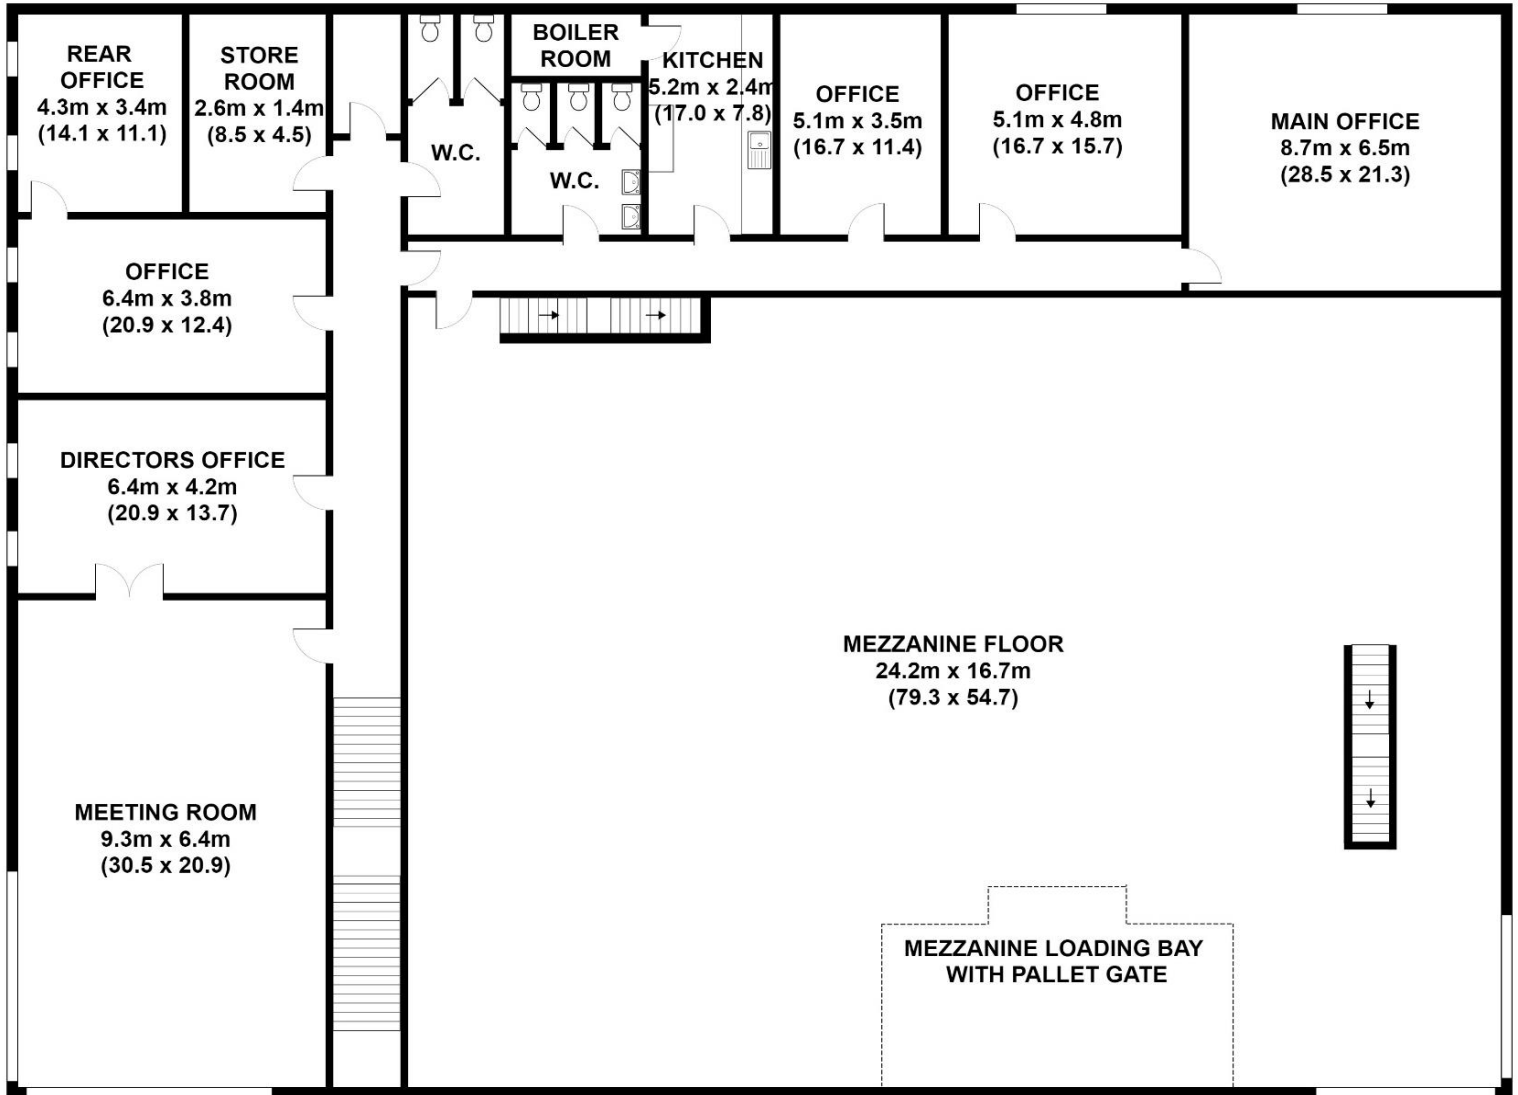 REAR
OFFICE
4.3m x 3.4m
(14.1 x 11.1)
STORE
ROOM
2.6m x 1.4m
(8.5 x 4.5)
W.C.
BOILER
ROOM
W.C.
KITCHEN
5.2m x 2.4m
(17.0 x 7.8)
OFFICE
5.1m x 3.5m
(16.7 x 11.4)
OFFICE
5.1m x 4.8m
(16.7 x 15.7)
MAIN OFFICE
8.7m x 6.5m
(28.5 x 21.3)
OFFICE
6.4m x 3.8m
(20.9 x 12.4)
DIRECTORS OFFICE
6.4m x 4.2m
(20.9 x 13.7)
MEZZANINE FLOOR
24.2m x 16.7m
(79.3 x 54.7)
MEETING ROOM
9.3m x 6.4m
(30.5 x 20.9)
MEZZANINE LOADING BAY
WITH PALLET GATE